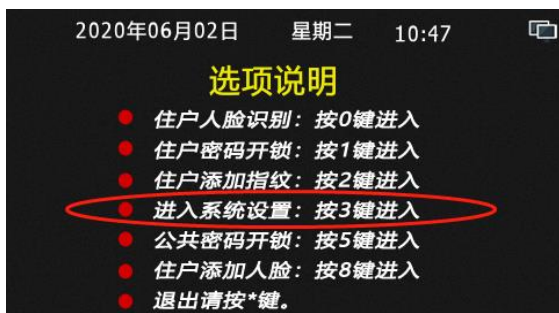 2020年06月02日 星期二 10:47
选项说明
住户人脸识别：按0键进入
住户密码开锁：按1键进入
住户添加指纹：按2键进入
进入系统设置：按3键进入
公共密码开锁：按5键进入
住户添加人脸：按8键进入
退出请按*键。